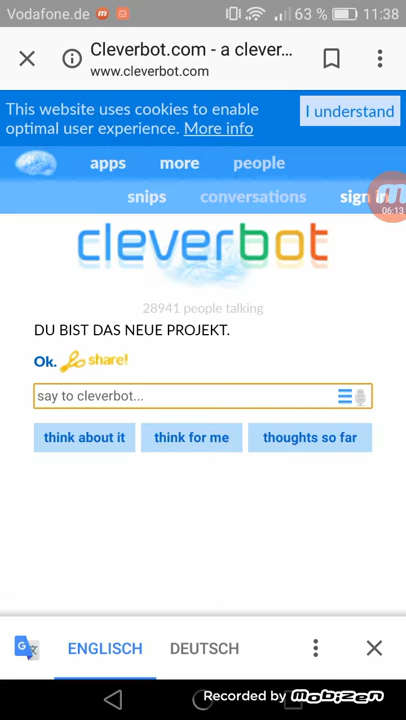 Vodafone.de 63 % 11:38
Cleverbot.com - a clever...
www.cleverbot.com
This website uses cookies to enable
optimal user experience. More info
I understand
apps more people
snips conversations sign in
06:13
cleverbot
28941 people talking
DU BIST DAS NEUE PROJEKT.
Ok. share!
say to cleverbot...
think about it think for me thoughts so far
ENGLISCH DEUTSCH
Recorded by MOBIZEN